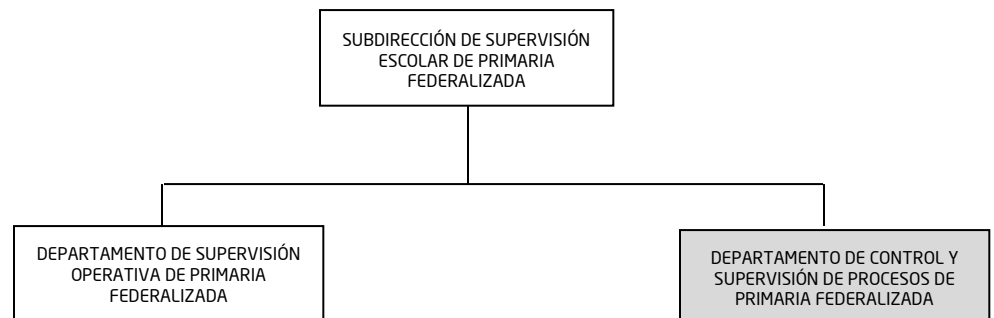 SUBDIRECCIÓN DE SUPERVISIÓN
ESCOLAR DE PRIMARIA
FEDERALIZADA
DEPARTAMENTO DE SUPERVISIÓN
OPERATIVA DE PRIMARIA
FEDERALIZADA
DEPARTAMENTO DE CONTROL Y
SUPERVISIÓN DE PROCESOS DE
PRIMARIA FEDERALIZADA